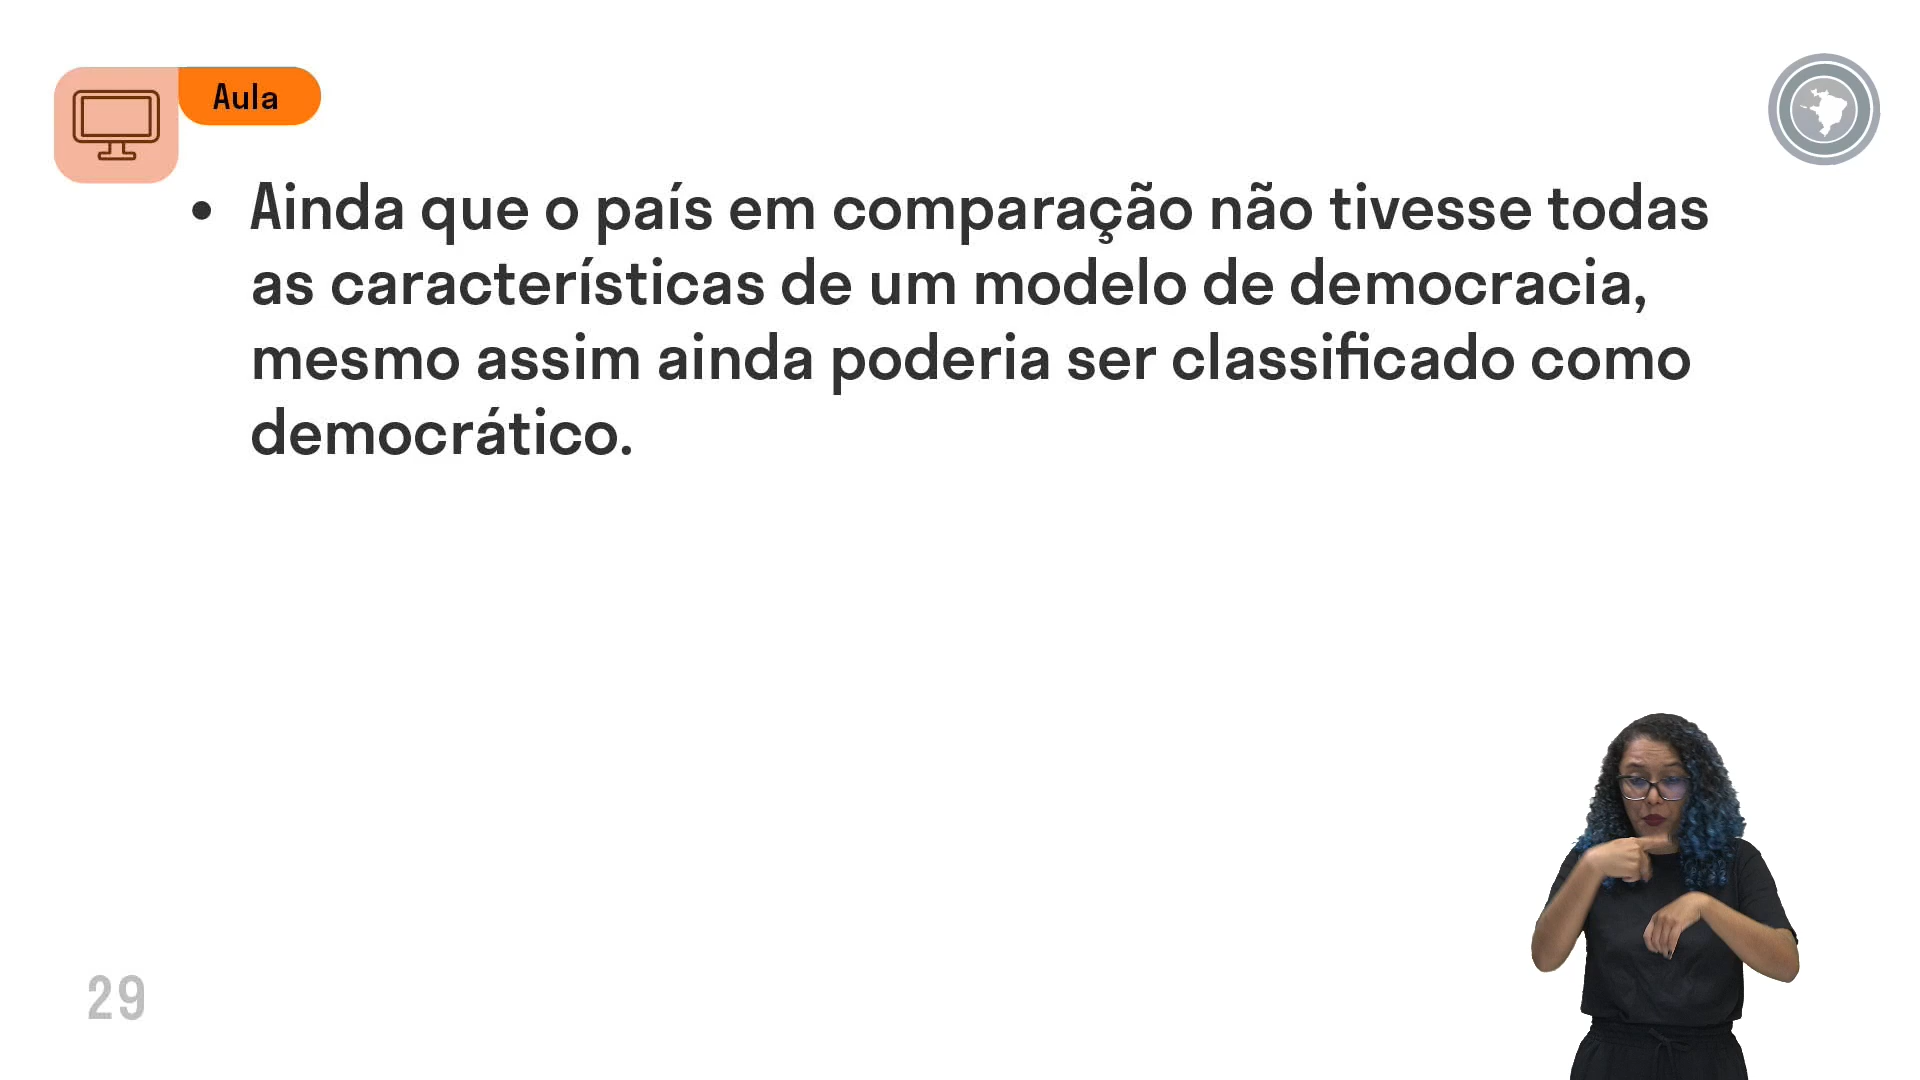 Aula
• Ainda que o país em comparação não tivesse todas
as características de um modelo de democracia,
mesmo assim ainda poderia ser classificado como
democrático.
29